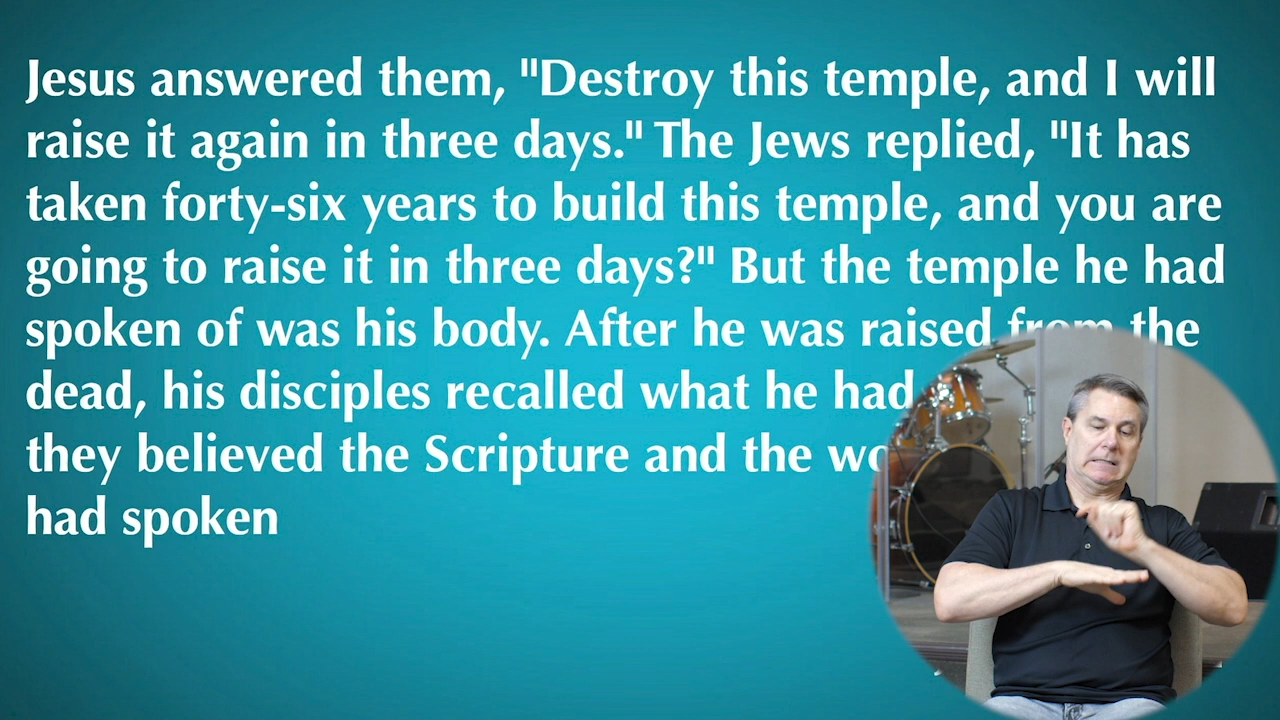 Jesus answered them, "Destroy this temple, and I will
raise it again in three days." The Jews replied, "It has
taken forty-six years to build this temple, and you are
going to raise it in three days?" But the temple he had
spoken of was his body. After he was raised from the
dead, his disciples recalled what he had
they believed the Scripture and the
had spoken